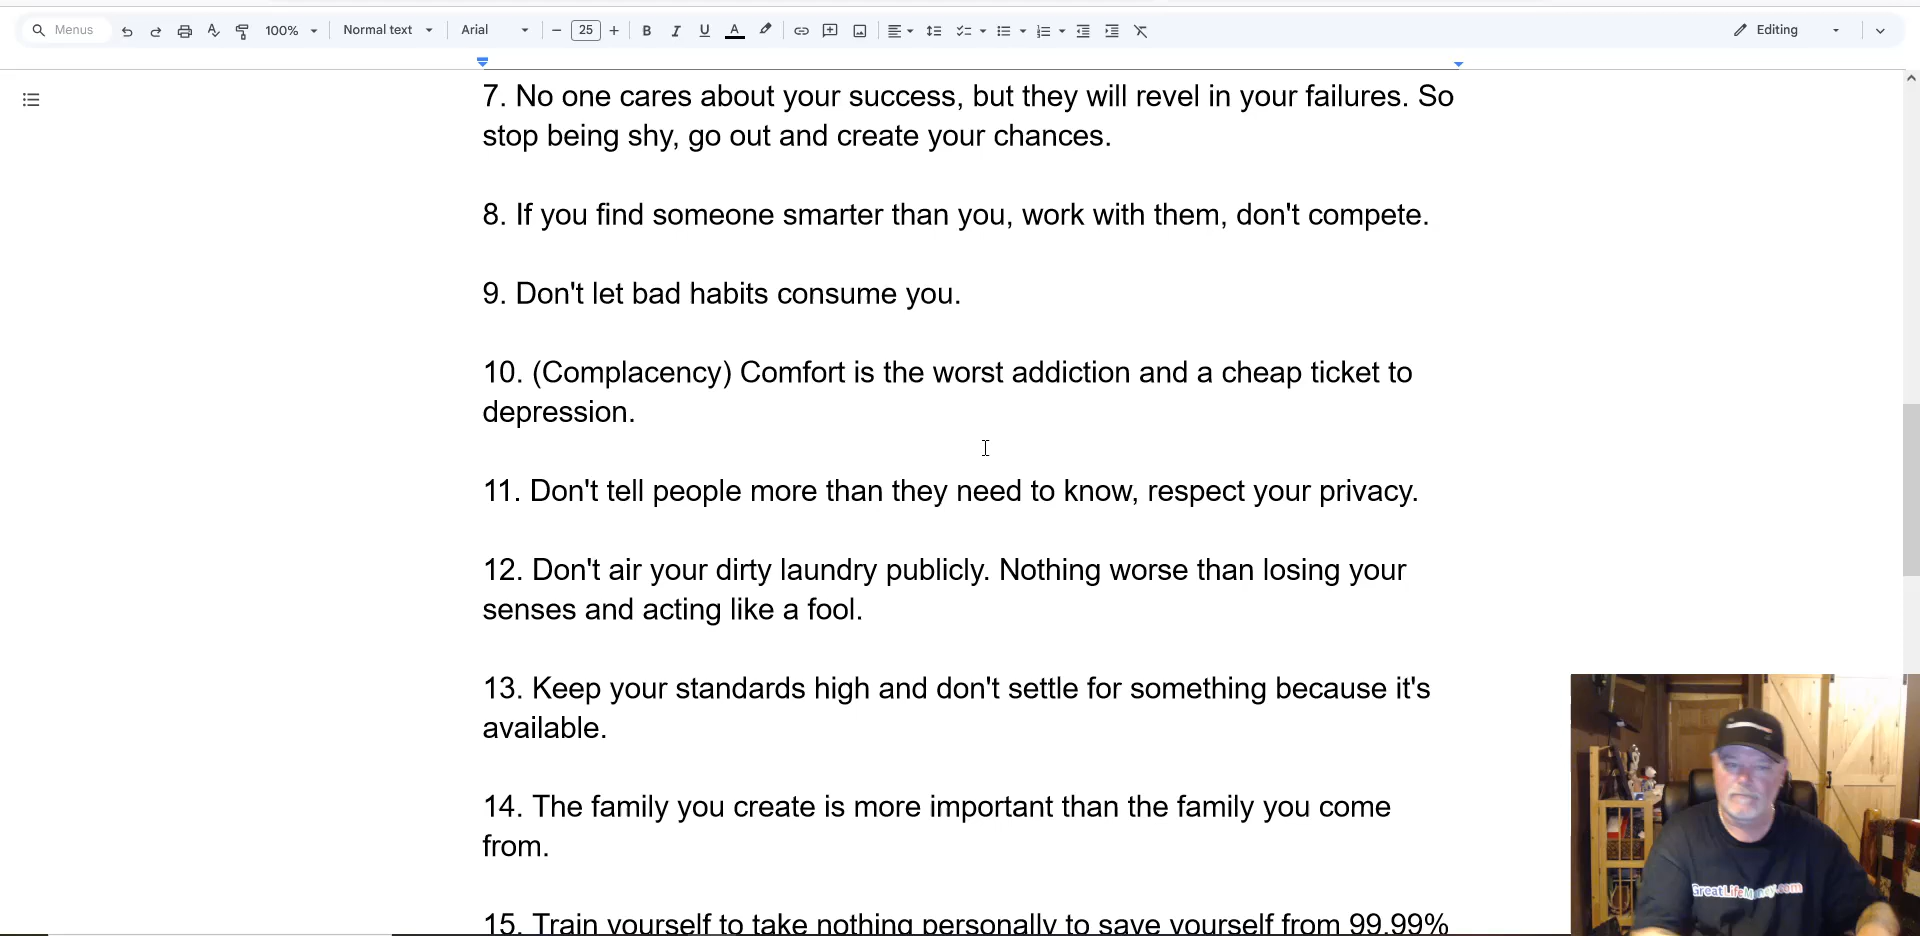 Menus 100% Normal text Arial 25 B I U A Editing
7. No one cares about your success, but they will revel in your failures. So
stop being shy, go out and create your chances.
8. If you find someone smarter than you, work with them, don't compete.
9. Don't let bad habits consume you.
10. (Complacency) Comfort is the worst addiction and a cheap ticket to
depression.
11. Don't tell people more than they need to know, respect your privacy.
12. Don't air your dirty laundry publicly. Nothing worse than losing your
senses and acting like a fool.
13. Keep your standards high and don't settle for something because it's
available.
14. The family you create is more important than the family you come
from.
15. Train yourself to take nothing personally to save yourself from 99.99%
GreatLifeMoney.com